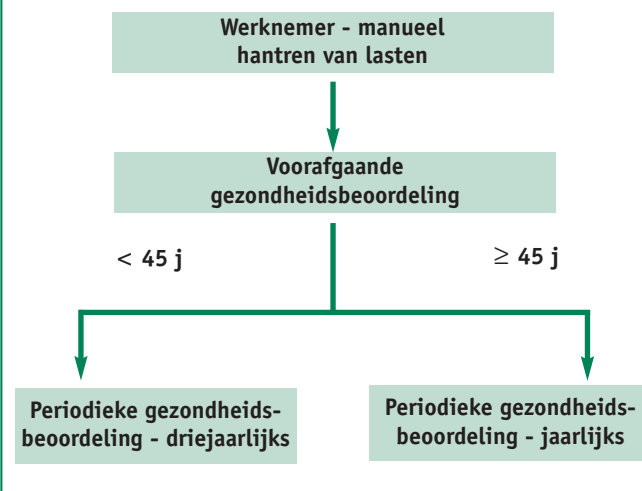 Werknemer - manueel
hantren van lasten
Voorafgaande
gezondheidsbeoordeling
< 45 j
≥ 45 j
Periodieke gezondheids-
beoordeling - driejaarlijks
Periodieke gezondheids-
beoordeling - jaarlijks